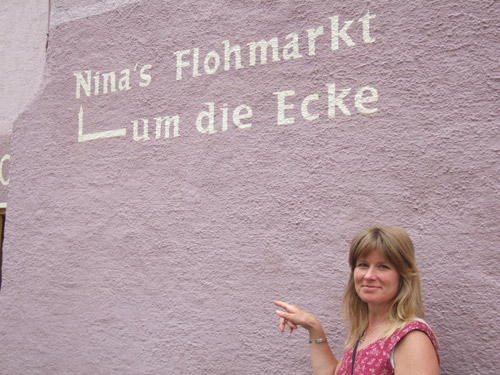 Nina's Flohmarkt
um die Ecke